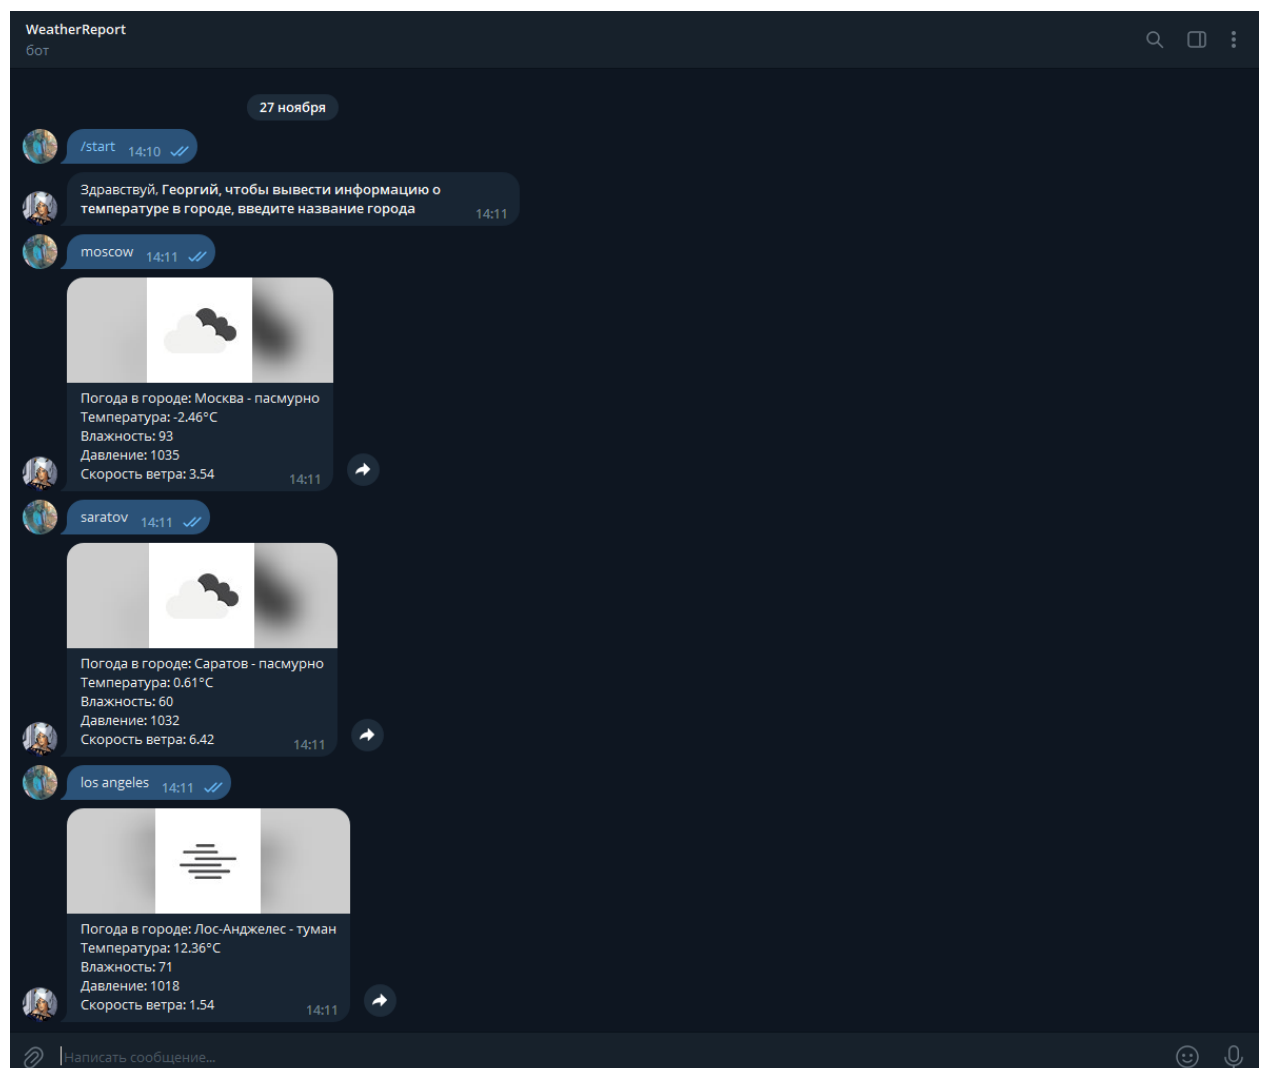 WeatherReport
бот
27 ноября
/start 14:10
Здравствуй, Георгий, чтобы вывести информацию о
температуре в городе, введите название города 14:11
moscow 14:11
Погода в городе: Москва - пасмурно
Температура: -2.46°C
Влажность: 93
Давление: 1035
Скорость ветра: 3.54 14:11
saratov 14:11
Погода в городе: Саратов - пасмурно
Температура: 0.61°C
Влажность: 60
Давление: 1032
Скорость ветра: 6.42 14:11
los angeles 14:11
Погода в городе: Лос-Анджелес - туман
Температура: 12.36°C
Влажность: 71
Давление: 1018
Скорость ветра: 1.54 14:11
Написать сообщение...